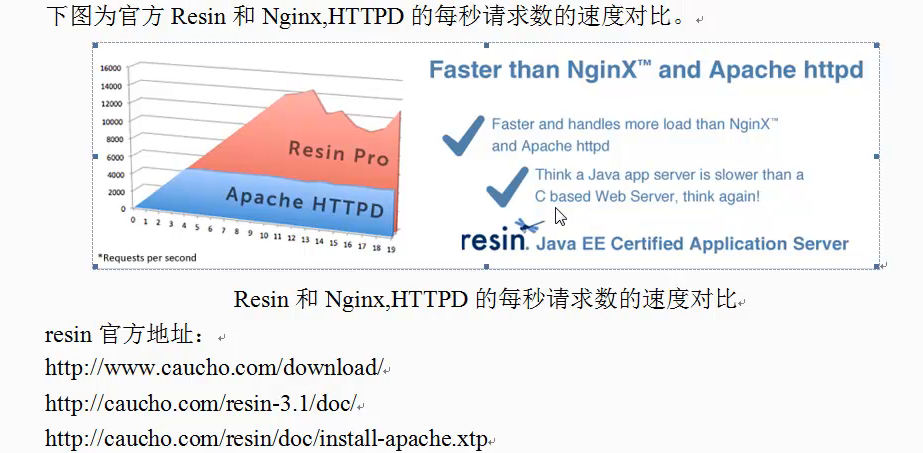 下图为官方 Resin 和 Nginx,HTTPD 的每秒请求数的速度对比。
Faster than NginX™ and Apache httpd
16000
14000
12000
10000
8000
6000
4000
2000
0
Resin Pro
Apache HTTPD
0 1 2 3 4 5 6 7 8 9 10 11 12 13 14 15 16 17 18 19
*Requests per second
Faster and handles more load than NginX™
and Apache httpd
Think a Java app server is slower than a
C based Web Server, think again!
resin. Java EE Certified Application Server
Resin 和 Nginx,HTTPD 的每秒请求数的速度对比
resin 官方地址：
http://www.caucho.com/download/
http://caucho.com/resin-3.1/doc/
http://caucho.com/resin/doc/install-apache.xtp